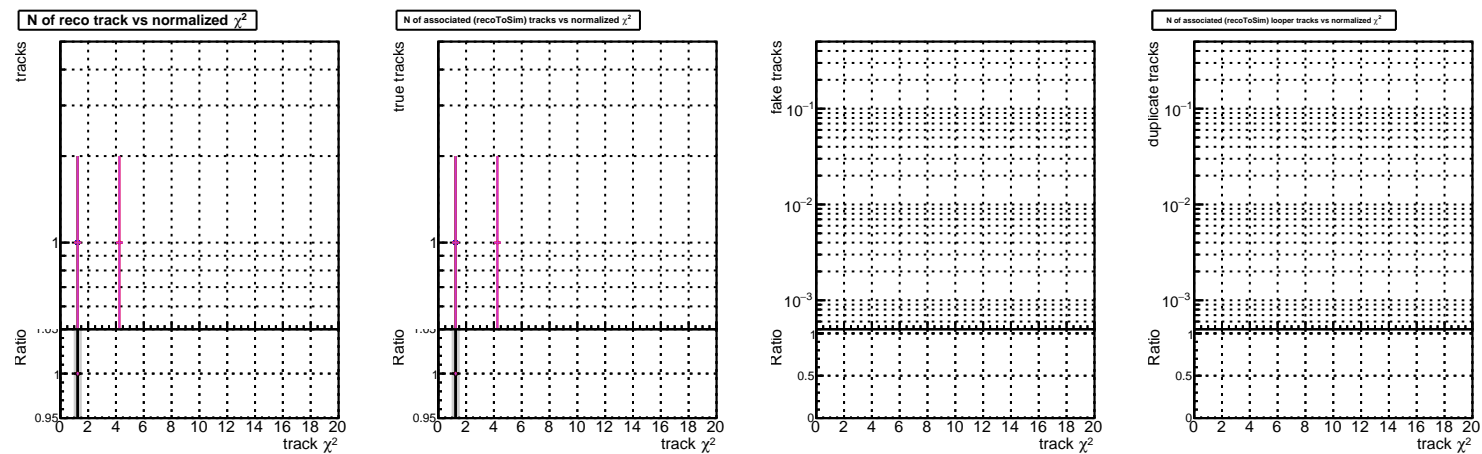 N of reco track vs normalized χ²
N of associated (recoToSim) tracks vs normalized χ²
N of associated (recoToSim) looper tracks vs normalized χ²
tracks
1
Ratio
1
0.95
0 2 4 6 8 10 12 14 16 18 20
track χ²
true tracks
1
Ratio
1
0.95
0 2 4 6 8 10 12 14 16 18 20
track χ²
fake tracks
10⁻¹
10⁻²
10⁻³
Ratio
1
0.5
0
0 2 4 6 8 10 12 14 16 18 20
track χ²
duplicate tracks
10⁻¹
10⁻²
10⁻³
Ratio
1
0.5
0
0 2 4 6 8 10 12 14 16 18 20
track χ²